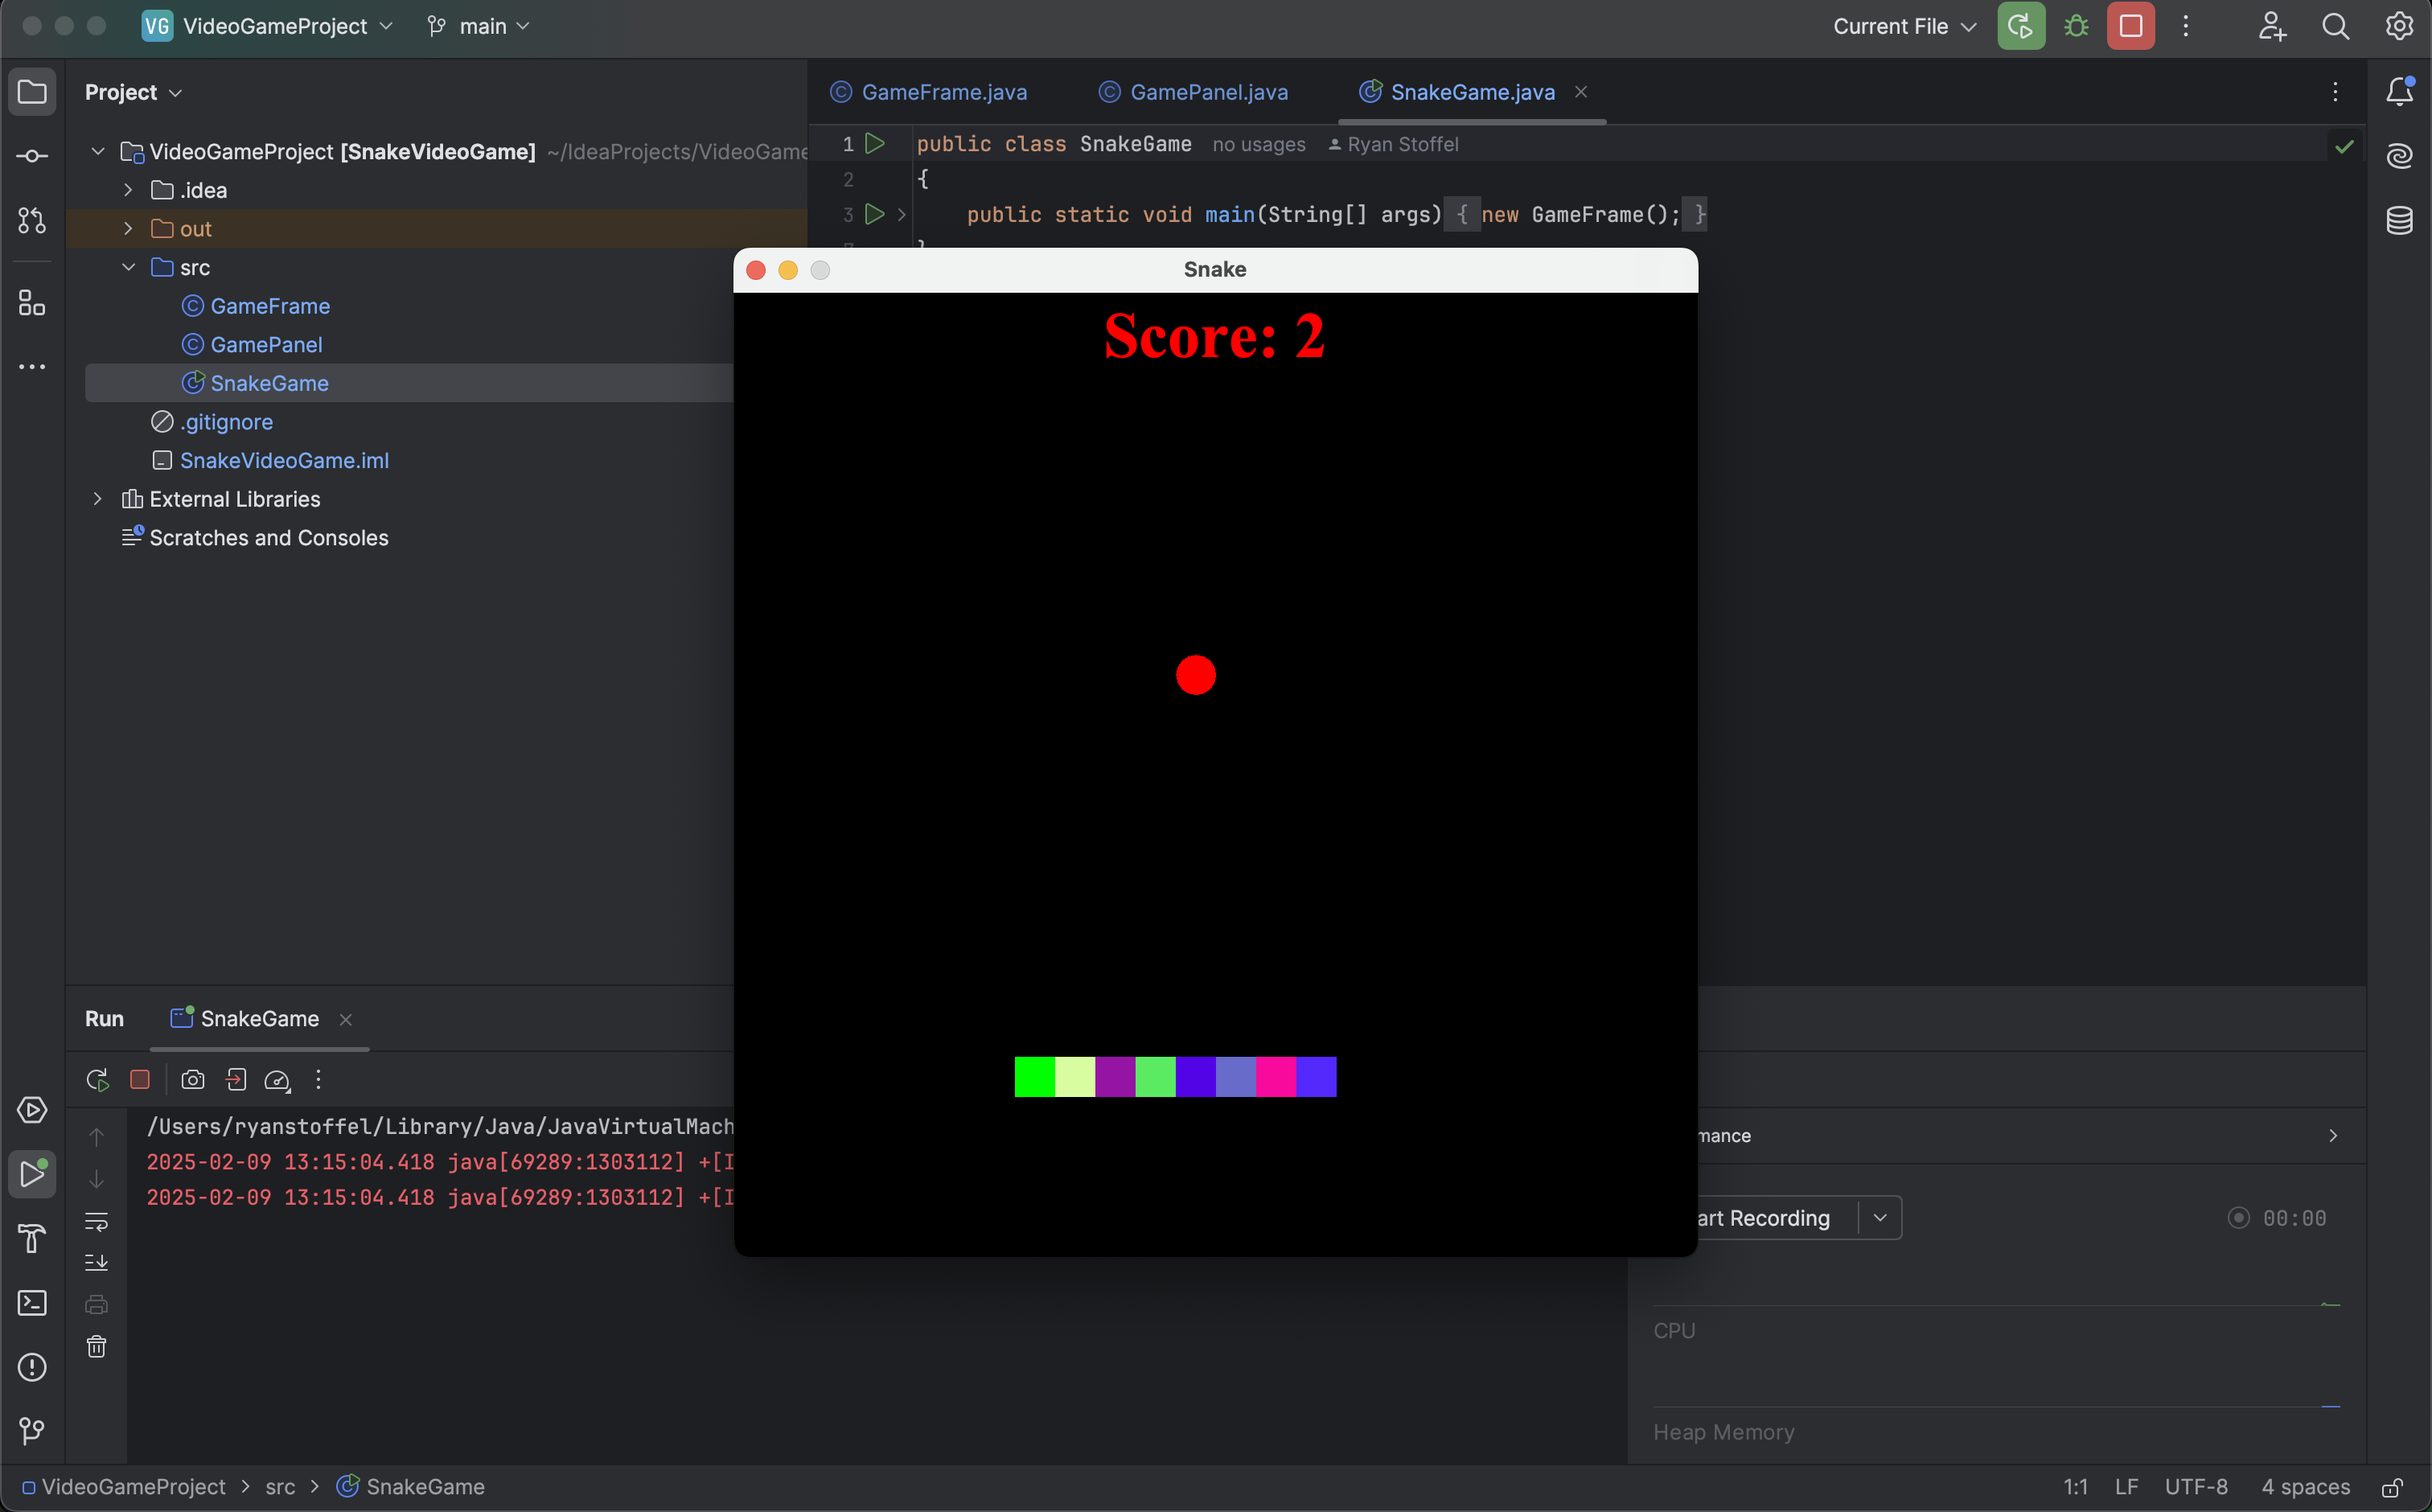 VG VideoGameProject main Current File
Project
GameFrame.java GamePanel.java SnakeGame.java
VideoGameProject [SnakeVideoGame] ~/IdeaProjects/VideoGame
.idea
out
src
GameFrame
GamePanel
SnakeGame
.gitignore
SnakeVideoGame.iml
External Libraries
Scratches and Consoles
1 public class SnakeGame no usages Ryan Stoffel
2 {
3 public static void main(String[] args) { new GameFrame(); }
Snake
Score: 2
Run SnakeGame
/Users/ryanstoffel/Library/Java/JavaVirtualMach
2025-02-09 13:15:04.418 java[69289:1303112] +[I
2025-02-09 13:15:04.418 java[69289:1303112] +[I
mance
art Recording 00:00
CPU
Heap Memory
VideoGameProject > src > SnakeGame 1:1 LF UTF-8 4 spaces